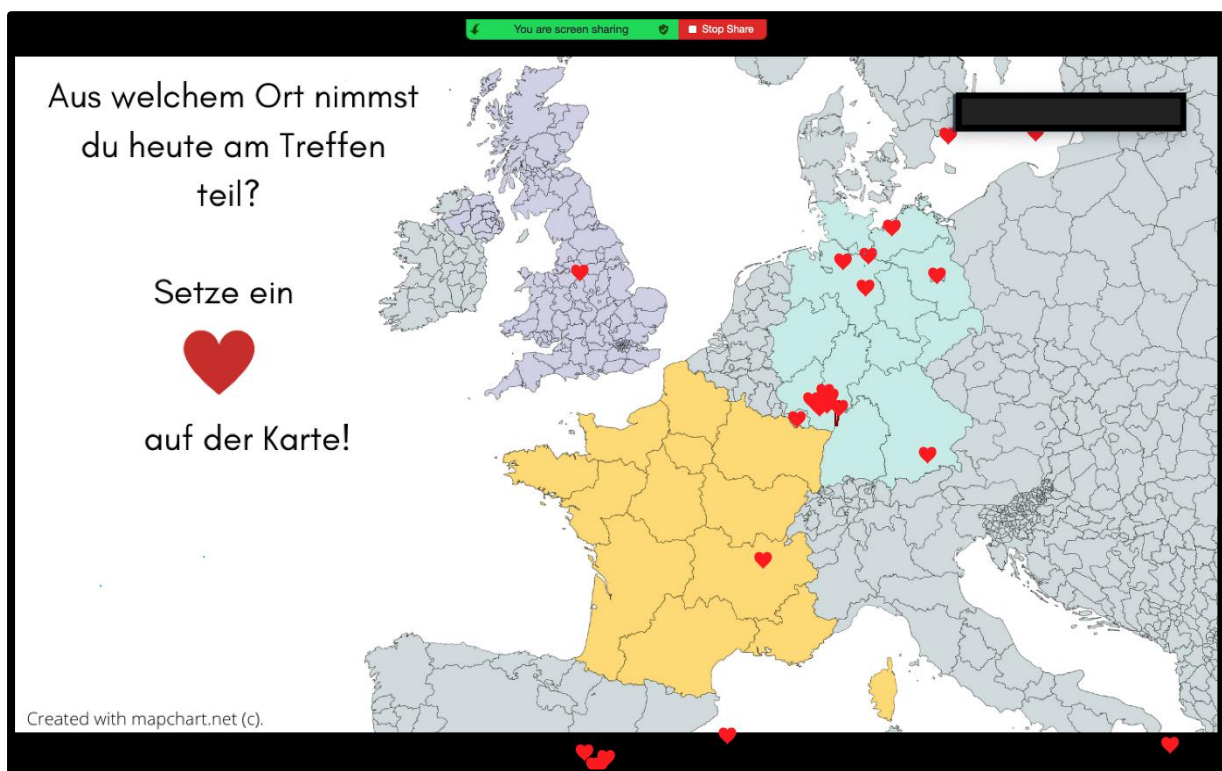 You are screen sharing
Stop Share
Aus welchem Ort nimmst
du heute am Treffen
teil?
Setze ein
auf der Karte!
Created with mapchart.net (c).